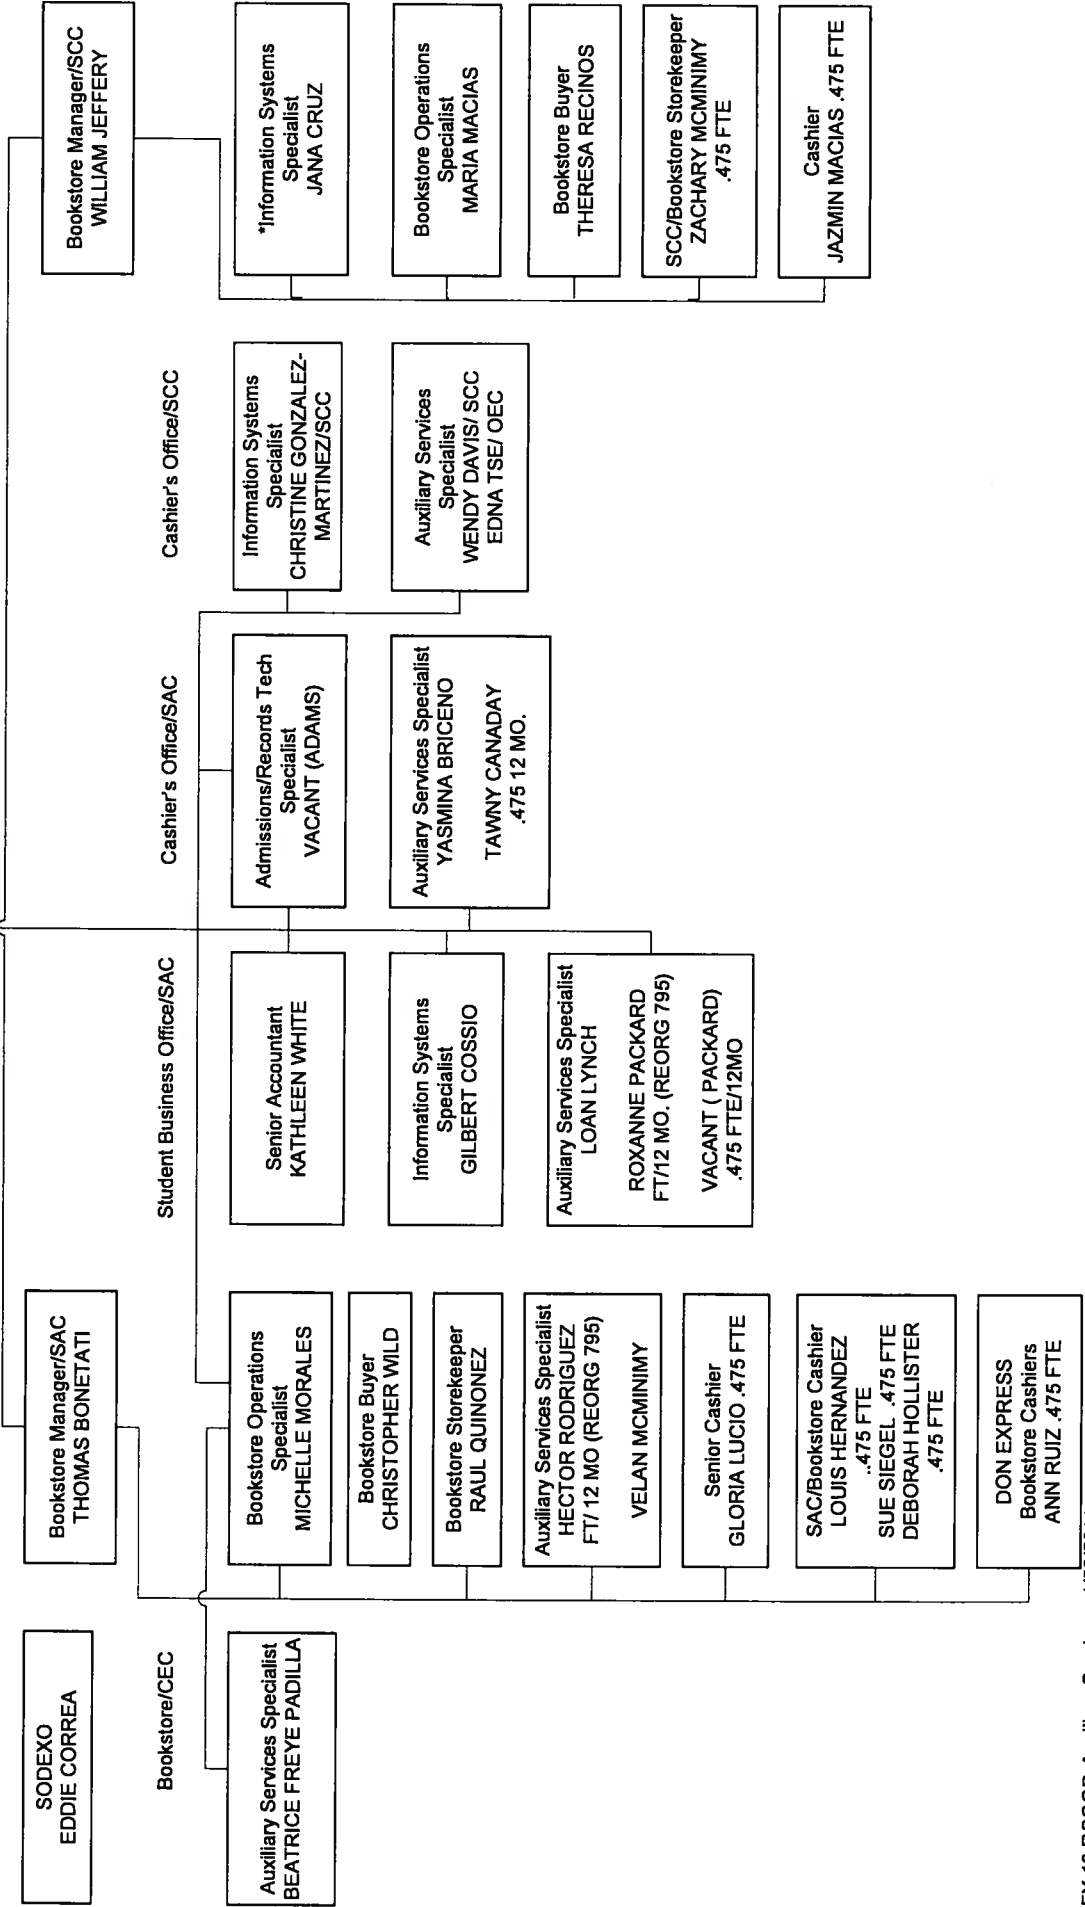 SODEXO
EDDIE CORREA
Bookstore Manager/SAC
THOMAS BONETATI
Bookstore Manager/SCC
WILLIAM JEFFERY
Bookstore/CEC
Auxiliary Services Specialist
BEATRICE FREYE PADILLA
Bookstore Operations
Specialist
MICHELLE MORALES
Bookstore Buyer
CHRISTOPHER WILD
Bookstore Storekeeper
RAUL QUINONEZ
Auxiliary Services Specialist
HECTOR RODRIGUEZ
FT/ 12 MO (REORG 795)
VELAN MCMINIMY
Senior Cashier
GLORIA LUCIO .475 FTE
SAC/Bookstore Cashier
LOUIS HERNANDEZ
..475 FTE
SUE SIEGEL .475 FTE
DEBORAH HOLLISTER
.475 FTE
DON EXPRESS
Bookstore Cashiers
ANN RUIZ .475 FTE
Student Business Office/SAC
Senior Accountant
KATHLEEN WHITE
Information Systems
Specialist
GILBERT COSSIO
Auxiliary Services Specialist
LOAN LYNCH
ROXANNE PACKARD
FT/12 MO. (REORG 795)
VACANT ( PACKARD)
.475 FTE/12MO
Cashier's Office/SAC
Admissions/Records Tech
Specialist
VACANT (ADAMS)
Auxiliary Services Specialist
YASMINA BRICENO
TAWNY CANADAY
.475 12 MO.
Cashier's Office/SCC
Information Systems
Specialist
CHRISTINE GONZALEZ-
MARTINEZ/SCC
Auxiliary Services
Specialist
WENDY DAVIS/ SCC
EDNA TSE/ OEC
*Information Systems
Specialist
JANA CRUZ
Bookstore Operations
Specialist
MARIA MACIAS
Bookstore Buyer
THERESA RECINOS
SCC/Bookstore Storekeeper
ZACHARY MCMINIMY
.475 FTE
Cashier
JAZMIN MACIAS .475 FTE